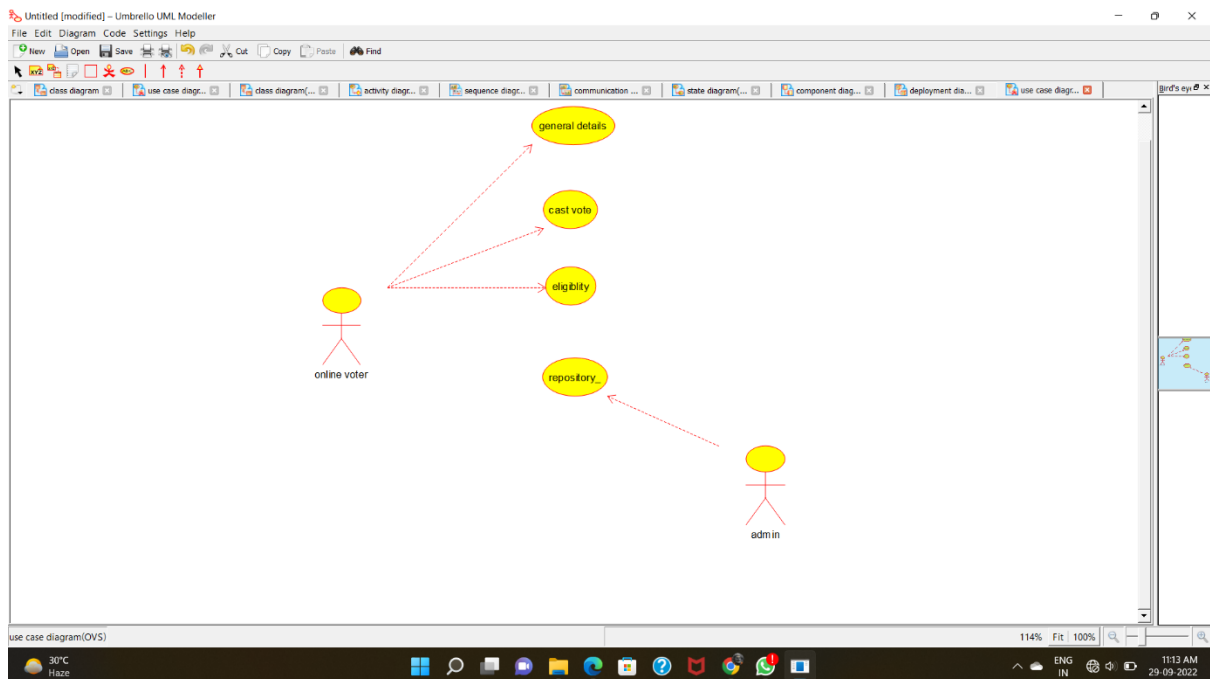 Untitled [modified] – Umbrello UML Modeller
File Edit Diagram Code Settings Help
New Open Save Cut Copy Paste Find
class diagram use case diagr... class diagram(... activity diagr... sequence diagr... communication ... state diagram(... component diag... deployment dia... use case diagr... Bird's eye
general details
cast vote
eligiblity
online voter
repository_
admin
use case diagram(OVS) 114% Fit 100%
30°C
Haze
ENG
IN
11:13 AM
29-09-2022